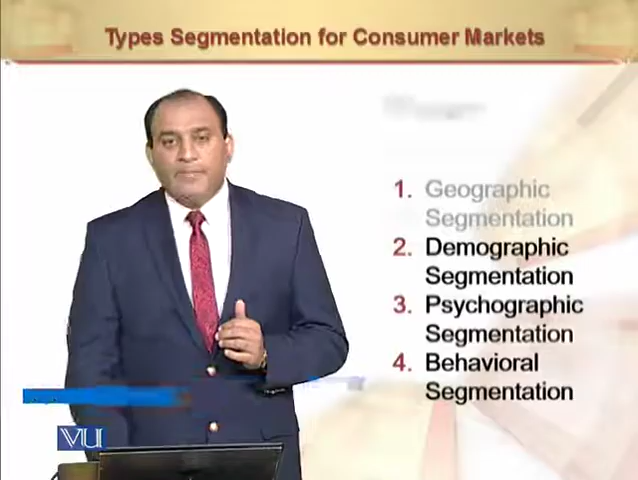 Types Segmentation for Consumer Markets
1. Geographic
Segmentation
2. Demographic
Segmentation
3. Psychographic
Segmentation
4. Behavioral
Segmentation
VU